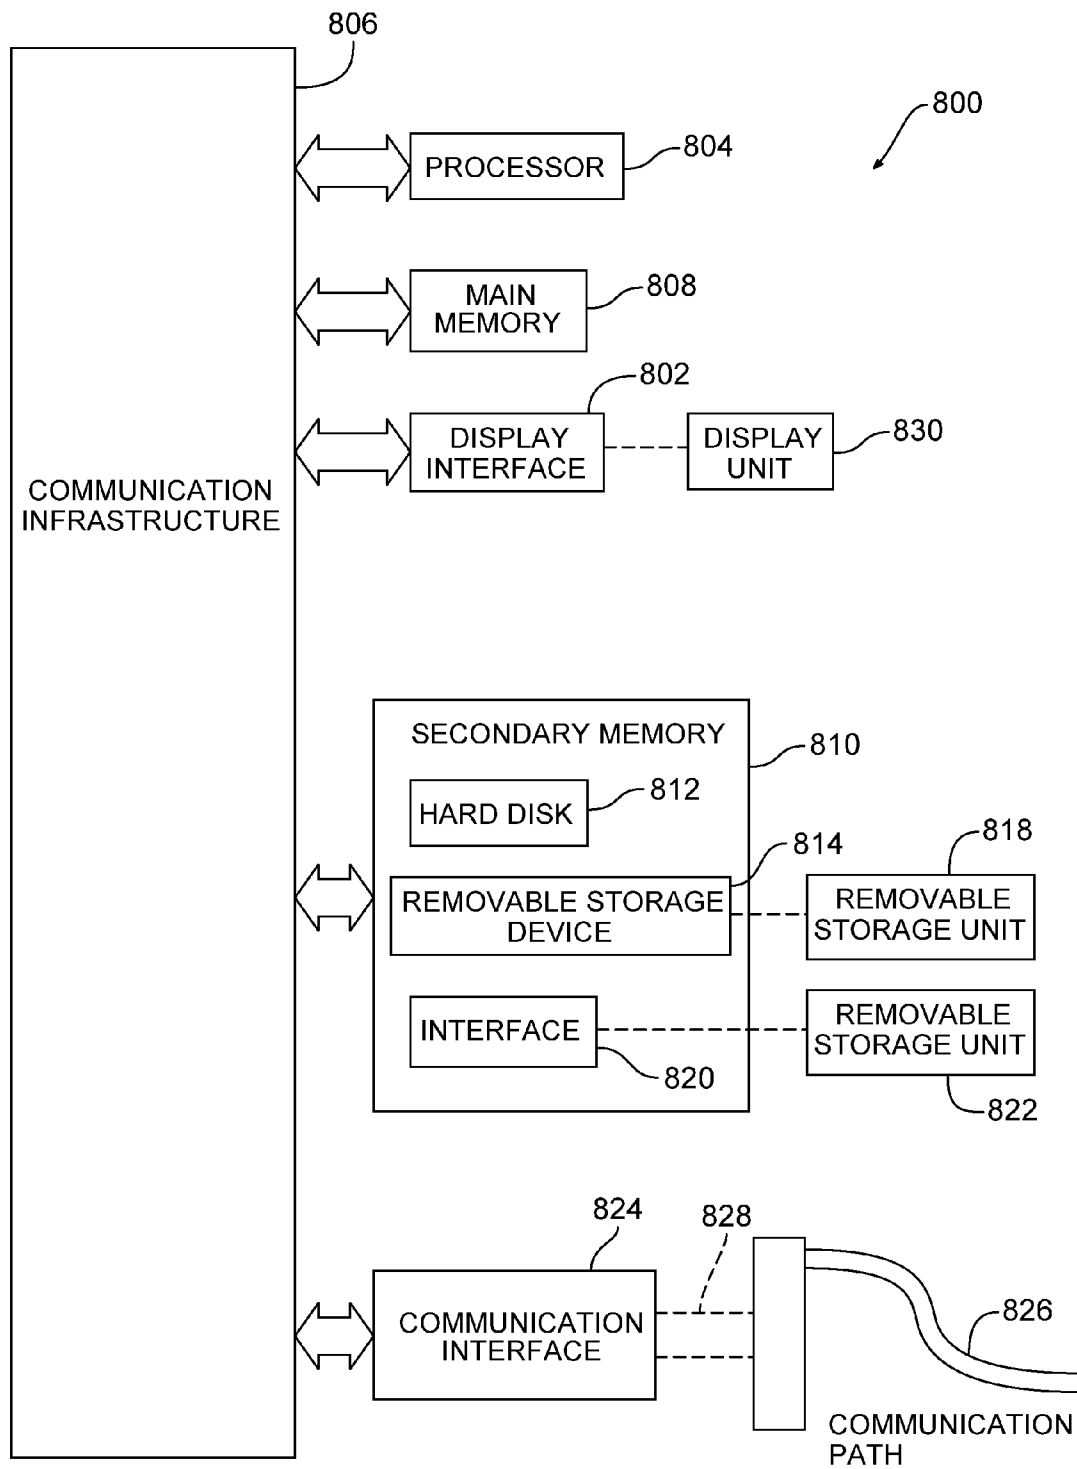 806
800
PROCESSOR
804
MAIN
MEMORY
808
802
DISPLAY
INTERFACE
DISPLAY
UNIT
830
COMMUNICATION
INFRASTRUCTURE
SECONDARY MEMORY
810
HARD DISK
812
814
818
REMOVABLE STORAGE
DEVICE
REMOVABLE
STORAGE UNIT
INTERFACE
820
REMOVABLE
STORAGE UNIT
822
824
828
COMMUNICATION
INTERFACE
826
COMMUNICATION
PATH